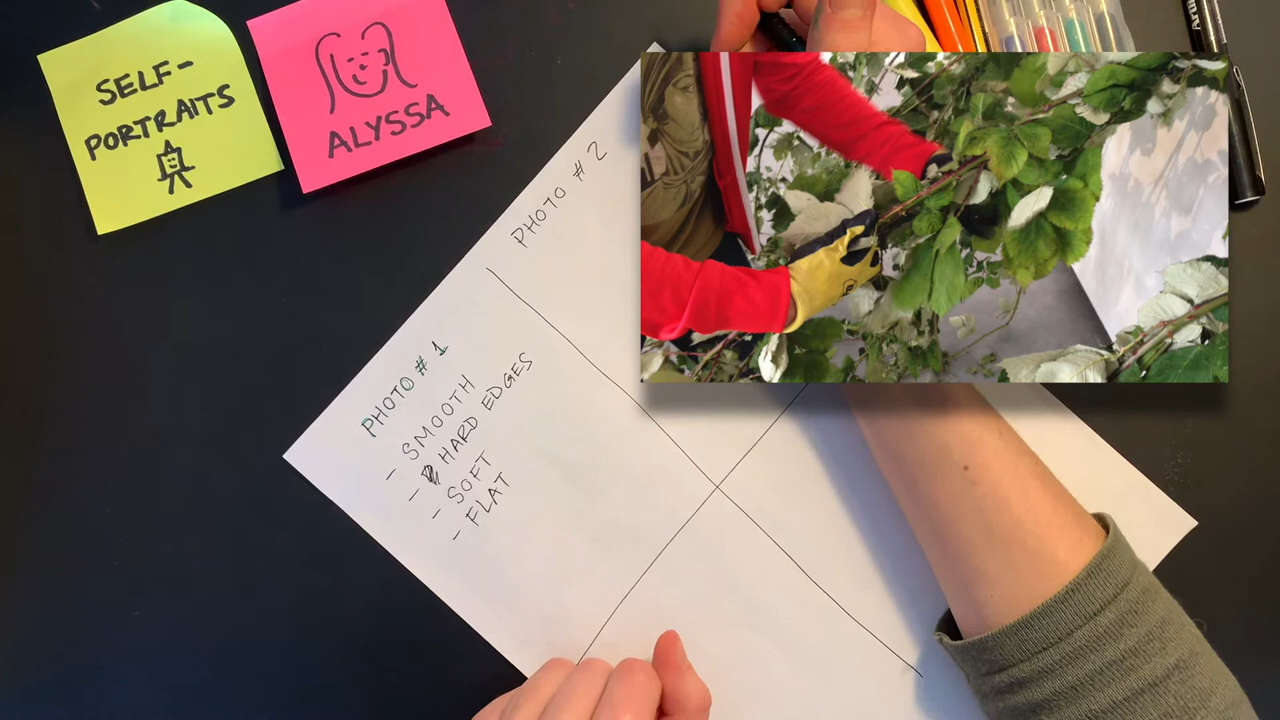 SELF-
PORTRAITS
ALYSSA
PHOTO # 2
PHOTO # 1
- SMOOTH
- HARD EDGES
- SOFT
- FLAT